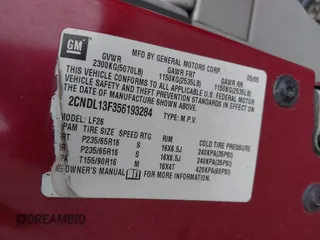 GM
MFD BY GENERAL MOTORS CORP.
GVWR GAWR FRT GAWR RR 05/05
2300KG(5070LB) 1150KG(2535LB) 1150KG(2535LB)
THIS VEHICLE CONFORMS TO ALL APPLICABLE U.S. FEDERAL MOTOR
VEHICLE SAFETY AND THEFT PREVENTION STANDARDS IN EFFECT ON
THE DATE OF MANUFACTURE SHOWN ABOVE.
2CNDL13F356193284 TYPE: M.P.V.
MODEL: LF26
TIRE SIZE SPEED RTG RIM COLD TIRE PRESSURE
P235/65R16 S 16X6.5J 240KPA(35PSI)
P235/65R16 S 16X6.5J 240KPA(35PSI)
T155/90R16 M 16X4T 420KPA(60PSI)
SEE OWNER'S MANUAL FOR MORE INFORMATION
DREAMBID